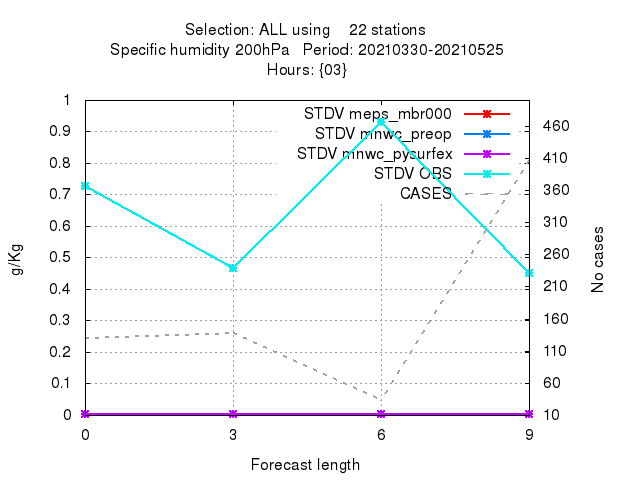 Selection: ALL using    22 stations
Specific humidity 200hPa   Period: 20210330-20210525
Hours: {03}
STDV meps_mbr000
STDV mnwc_preop
STDV mnwc_pysurfex
STDV OBS
CASES
1
0.9
0.8
0.7
0.6
0.5
0.4
0.3
0.2
0.1
0
g/Kg
460
410
360
310
260
210
160
110
60
10
No cases
0 3 6 9
Forecast length